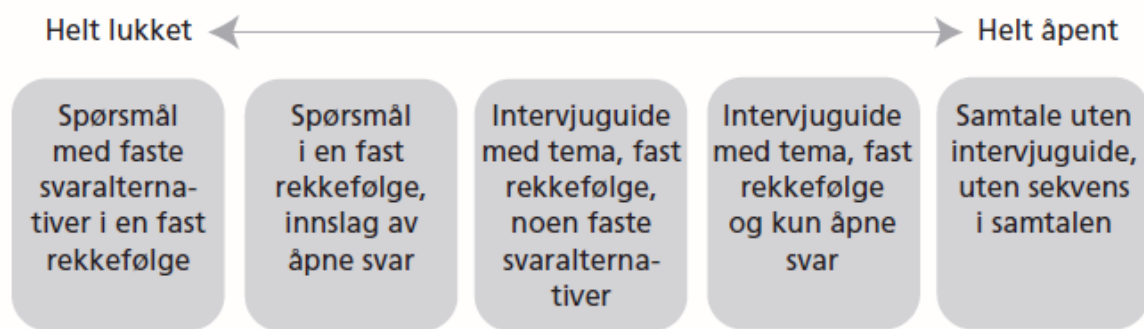 Helt lukket
Helt åpent
Spørsmål
med faste
svaralterna-
tiver i en fast
rekkefølge
Spørsmål
i en fast
rekkefølge,
innslag av
åpne svar
Intervjuguide
med tema, fast
rekkefølge,
noen faste
svaralterna-
tiver
Intervjuguide
med tema, fast
rekkefølge
og kun åpne
svar
Samtale uten
intervjuguide,
uten sekvens
i samtalen